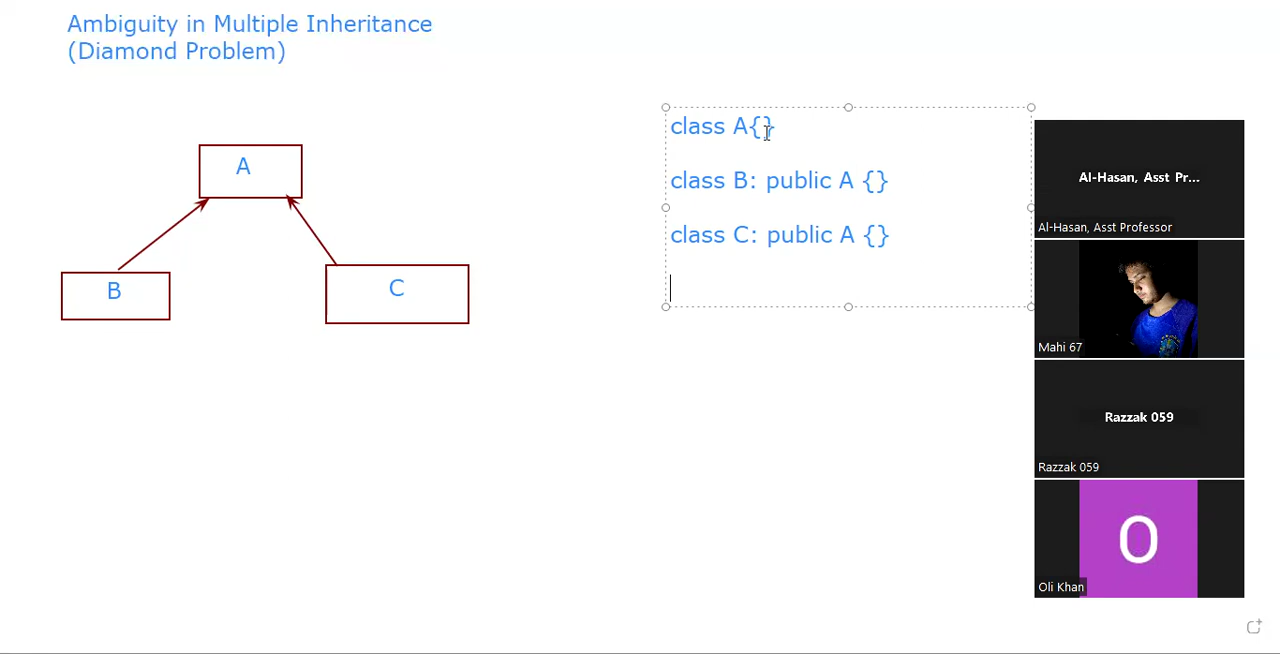 Ambiguity in Multiple Inheritance
(Diamond Problem)
A
B
C
class A{}
class B: public A {}
class C: public A {}
Al-Hasan, Asst Pr...
Al-Hasan, Asst Professor
Mahi 67
Razzak 059
Razzak 059
O
Oli Khan